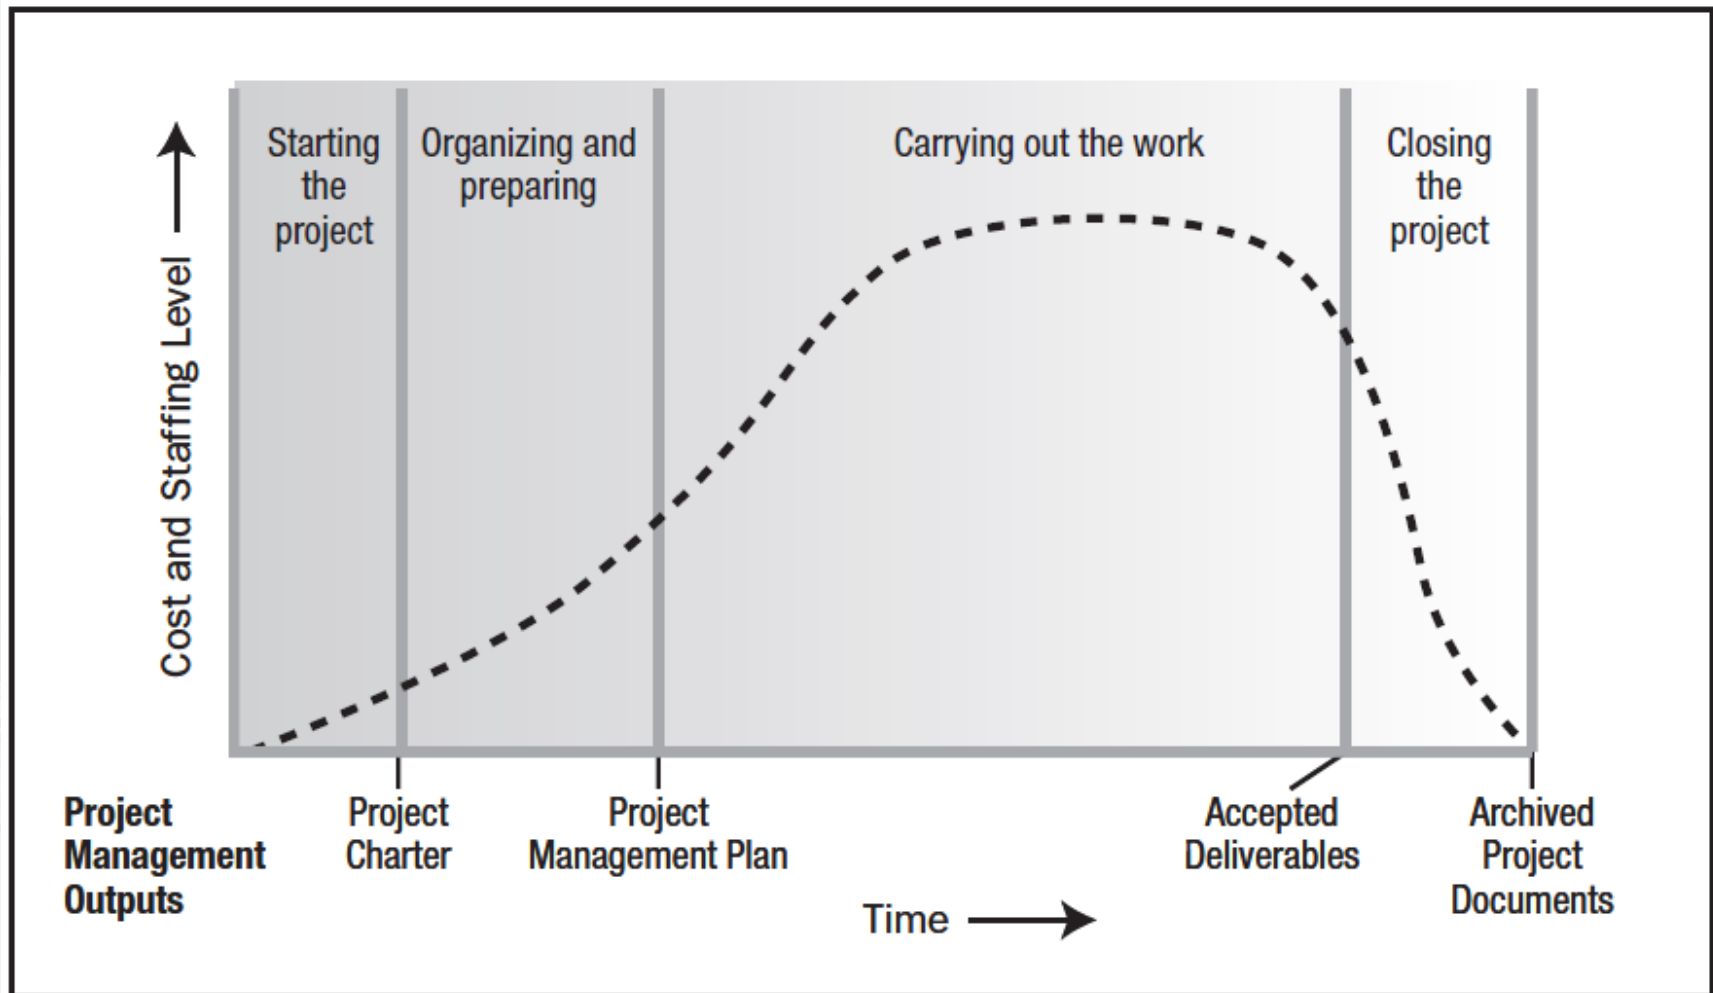 Starting
the
project
Organizing and
preparing
Carrying out the work
Closing
the
project
Cost and Staffing Level
Project
Management
Outputs
Project
Charter
Project
Management Plan
Accepted
Deliverables
Archived
Project
Documents
Time